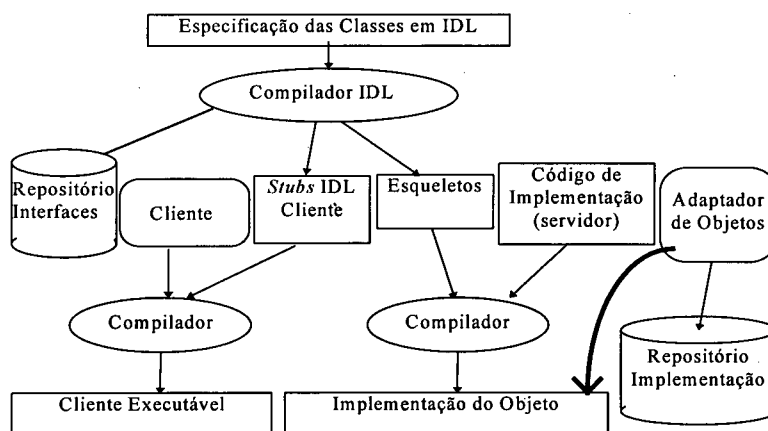 Especificação das Classes em IDL
Compilador IDL
Repositório
Interfaces
Cliente
Stubs IDL
Cliente
Esqueletos
Código de
Implementação
(servidor)
Adaptador
de Objetos
Compilador
Compilador
Repositório
Implementação
Cliente Executável
Implementação do Objeto